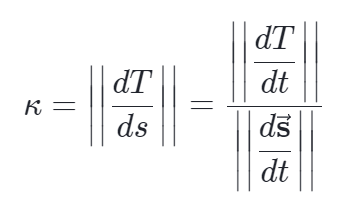 κ = ||dT/ds|| = ||dT/dt|| / ||ds⃗/dt||